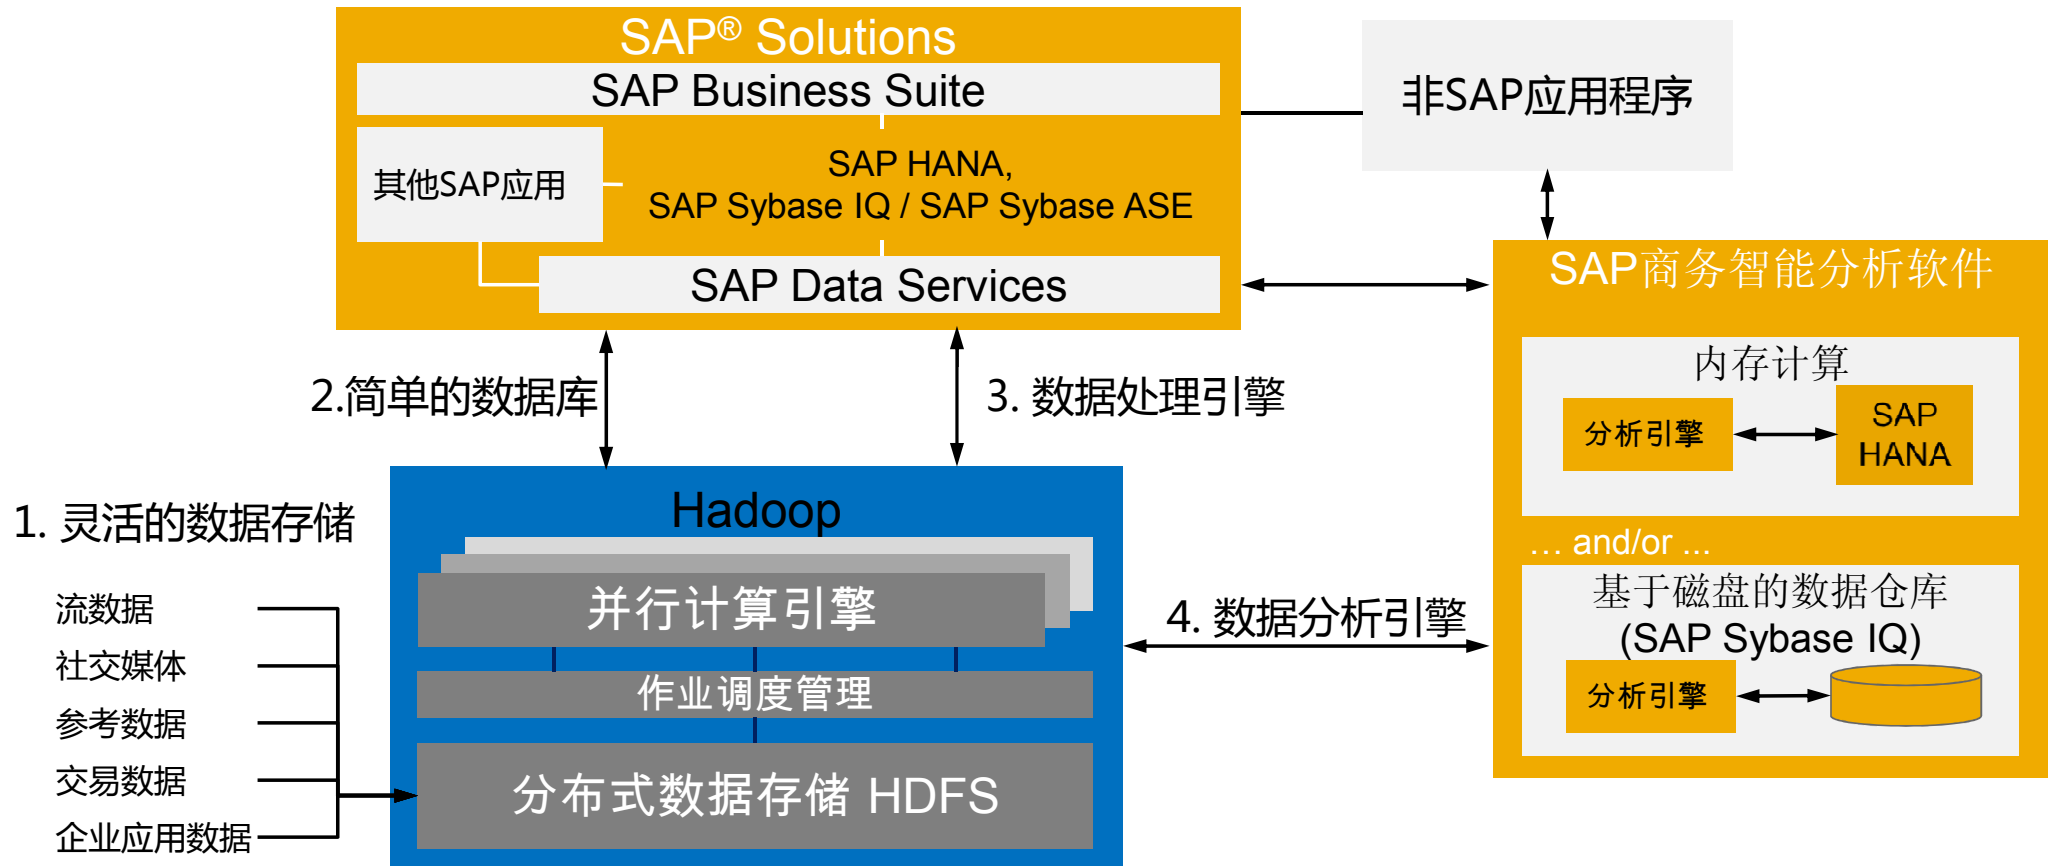 SAP® Solutions
SAP Business Suite
其他SAP应用
SAP HANA,
SAP Sybase IQ / SAP Sybase ASE
SAP Data Services
非SAP应用程序
2.简单的数据库
3. 数据处理引擎
SAP商务智能分析软件
内存计算
分析引擎
SAP
HANA
... and/or ...
基于磁盘的数据仓库
(SAP Sybase IQ)
分析引擎
1. 灵活的数据存储
流数据
社交媒体
参考数据
交易数据
企业应用数据
Hadoop
并行计算引擎
作业调度管理
分布式数据存储 HDFS
4. 数据分析引擎